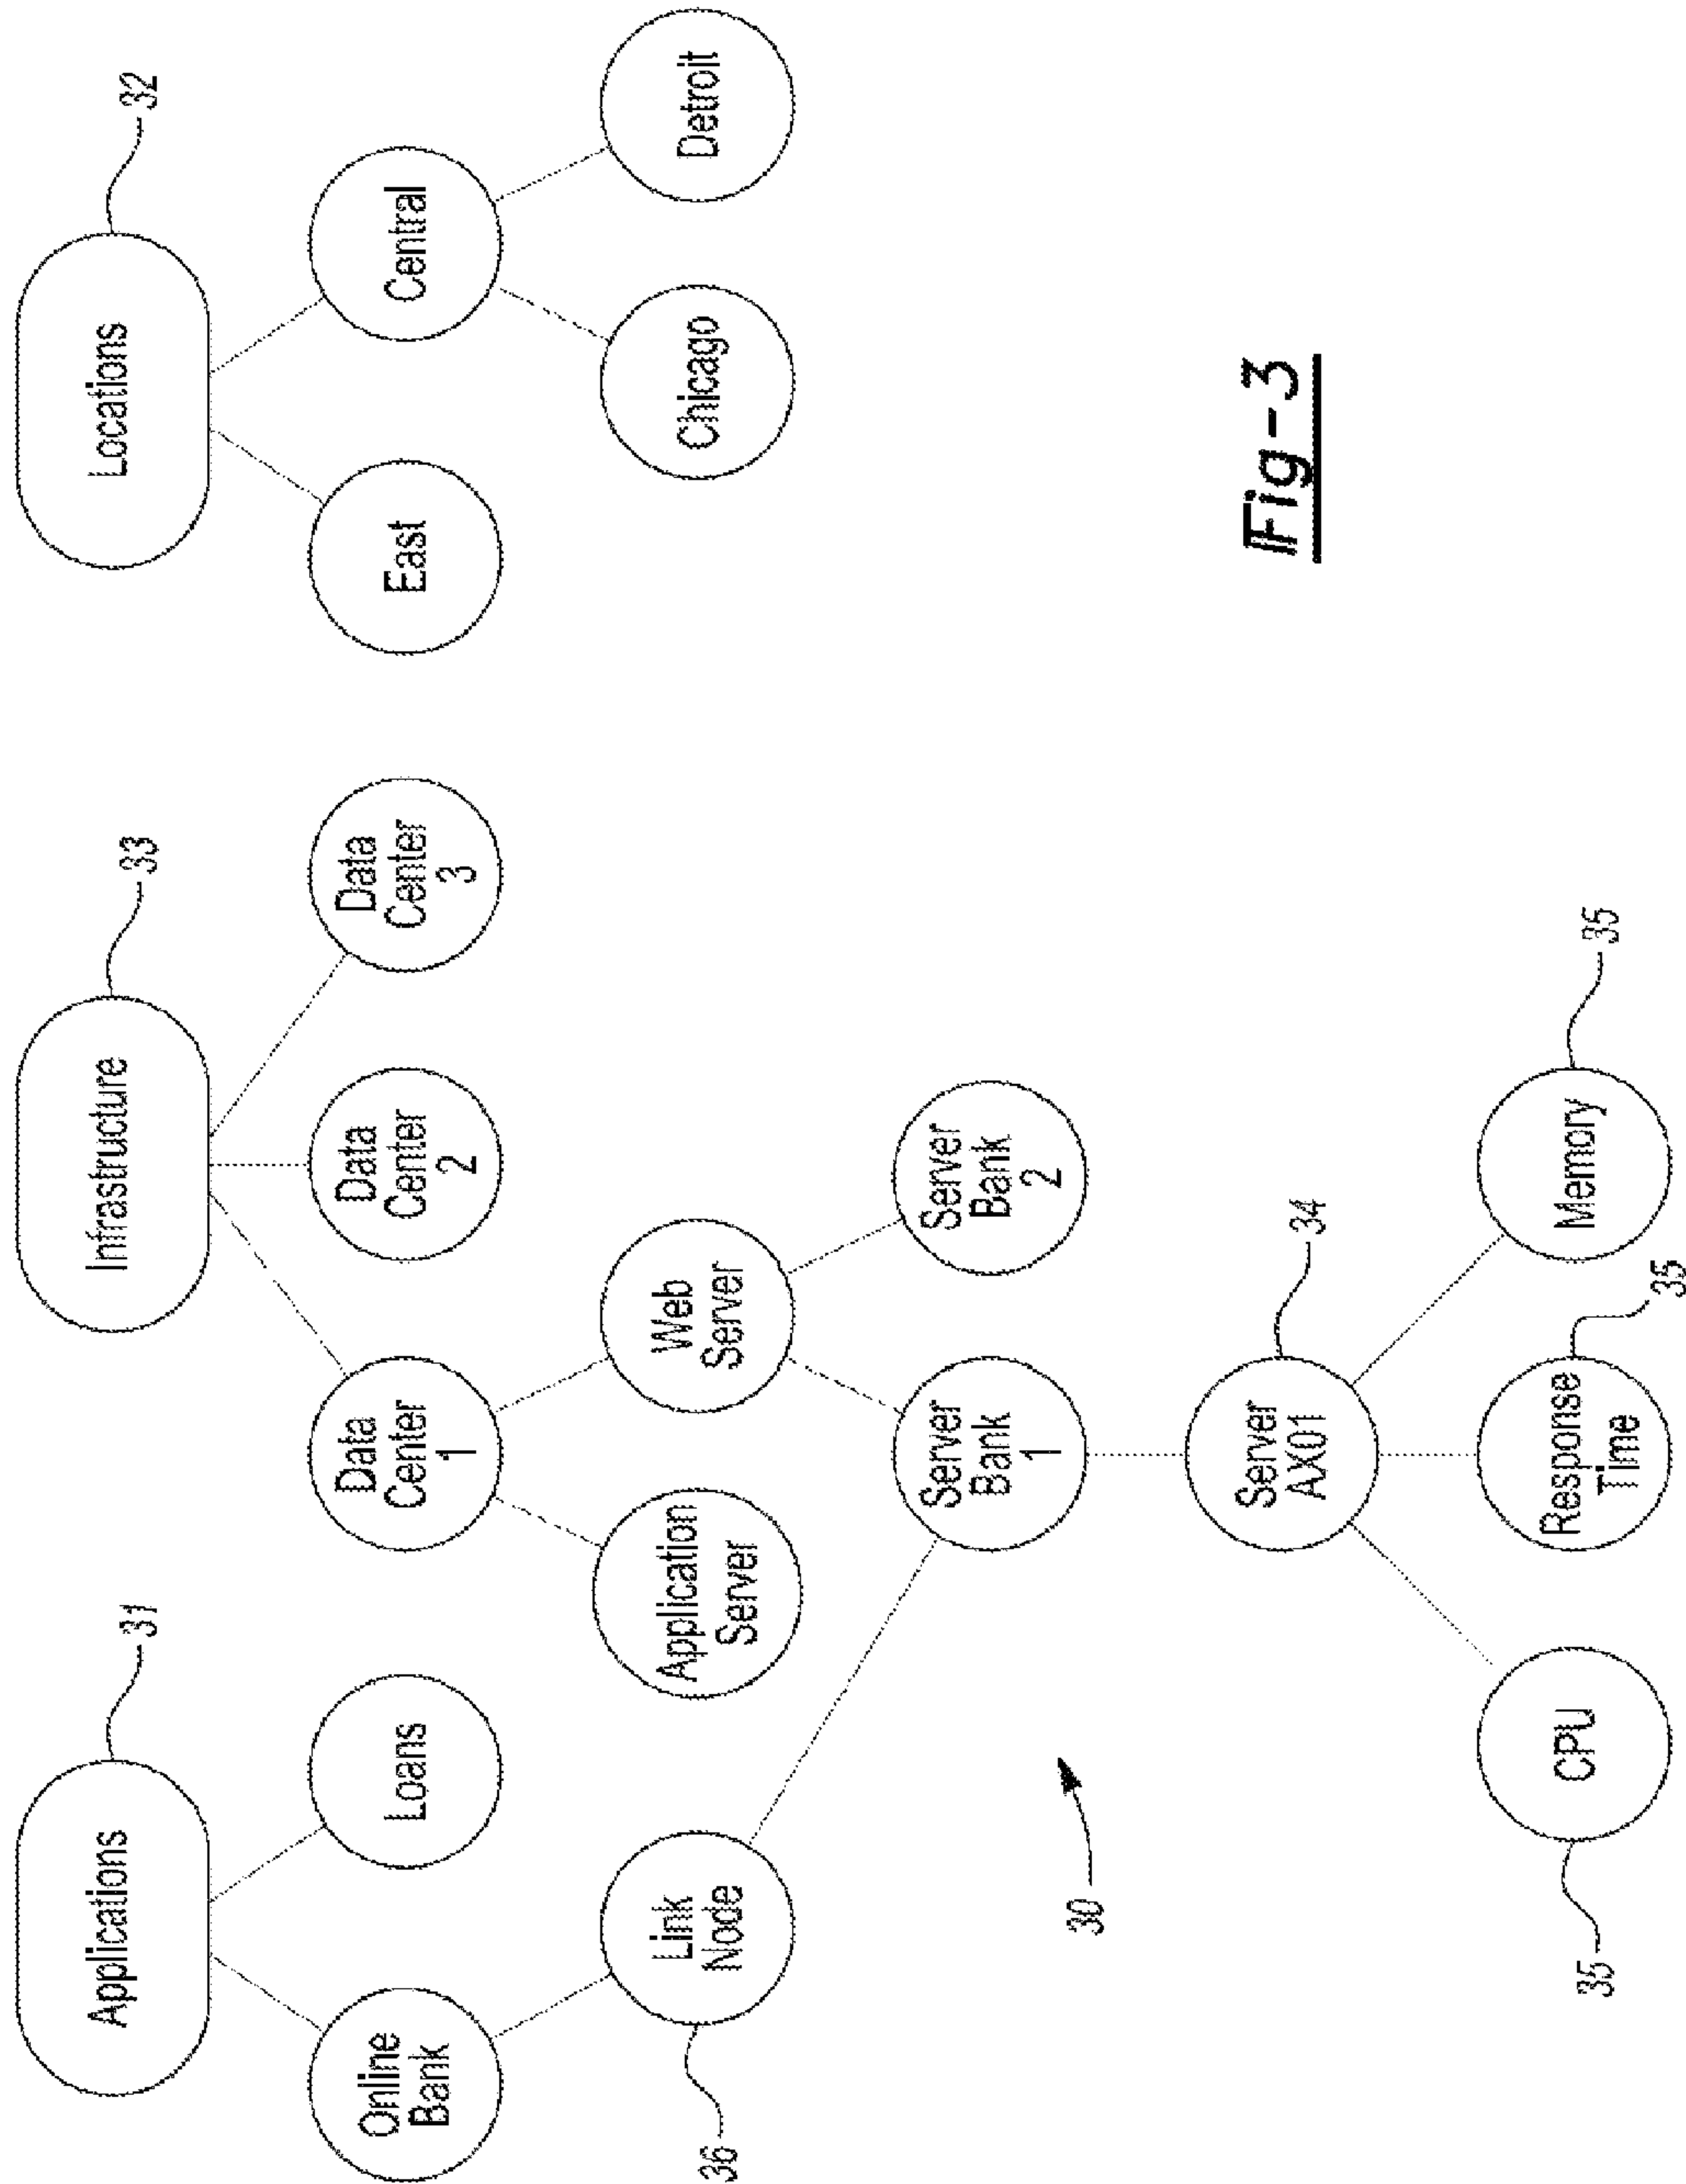 Applications
31
Infrastructure
33
Locations
32
Online
Bank
Loans
Data
Center
1
Data
Center
2
Data
Center
3
East
Central
36
Link
Node
Application
Server
Web
Server
Chicago
Detroit
30
Server
Bank
1
Server
Bank
2
Server
AX01
34
35
CPU
Response
Time
35
Memory
35
Fig-3